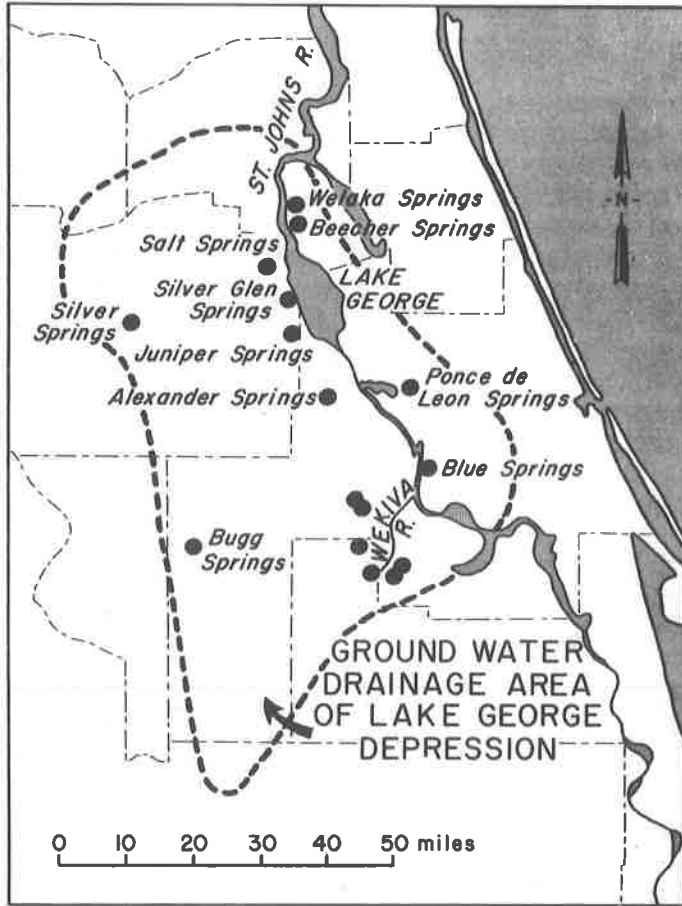 ST. JOHNS R.
-N-
Welaka Springs
Beecher Springs
Salt Springs
LAKE
GEORGE
Silver Glen
Springs
Silver
Springs
Juniper Springs
Alexander Springs
Ponce de
Leon Springs
Blue Springs
WEKIVA
R.
Bugg
Springs
GROUND WATER
DRAINAGE AREA
OF LAKE GEORGE
DEPRESSION
0 10 20 30 40 50 miles